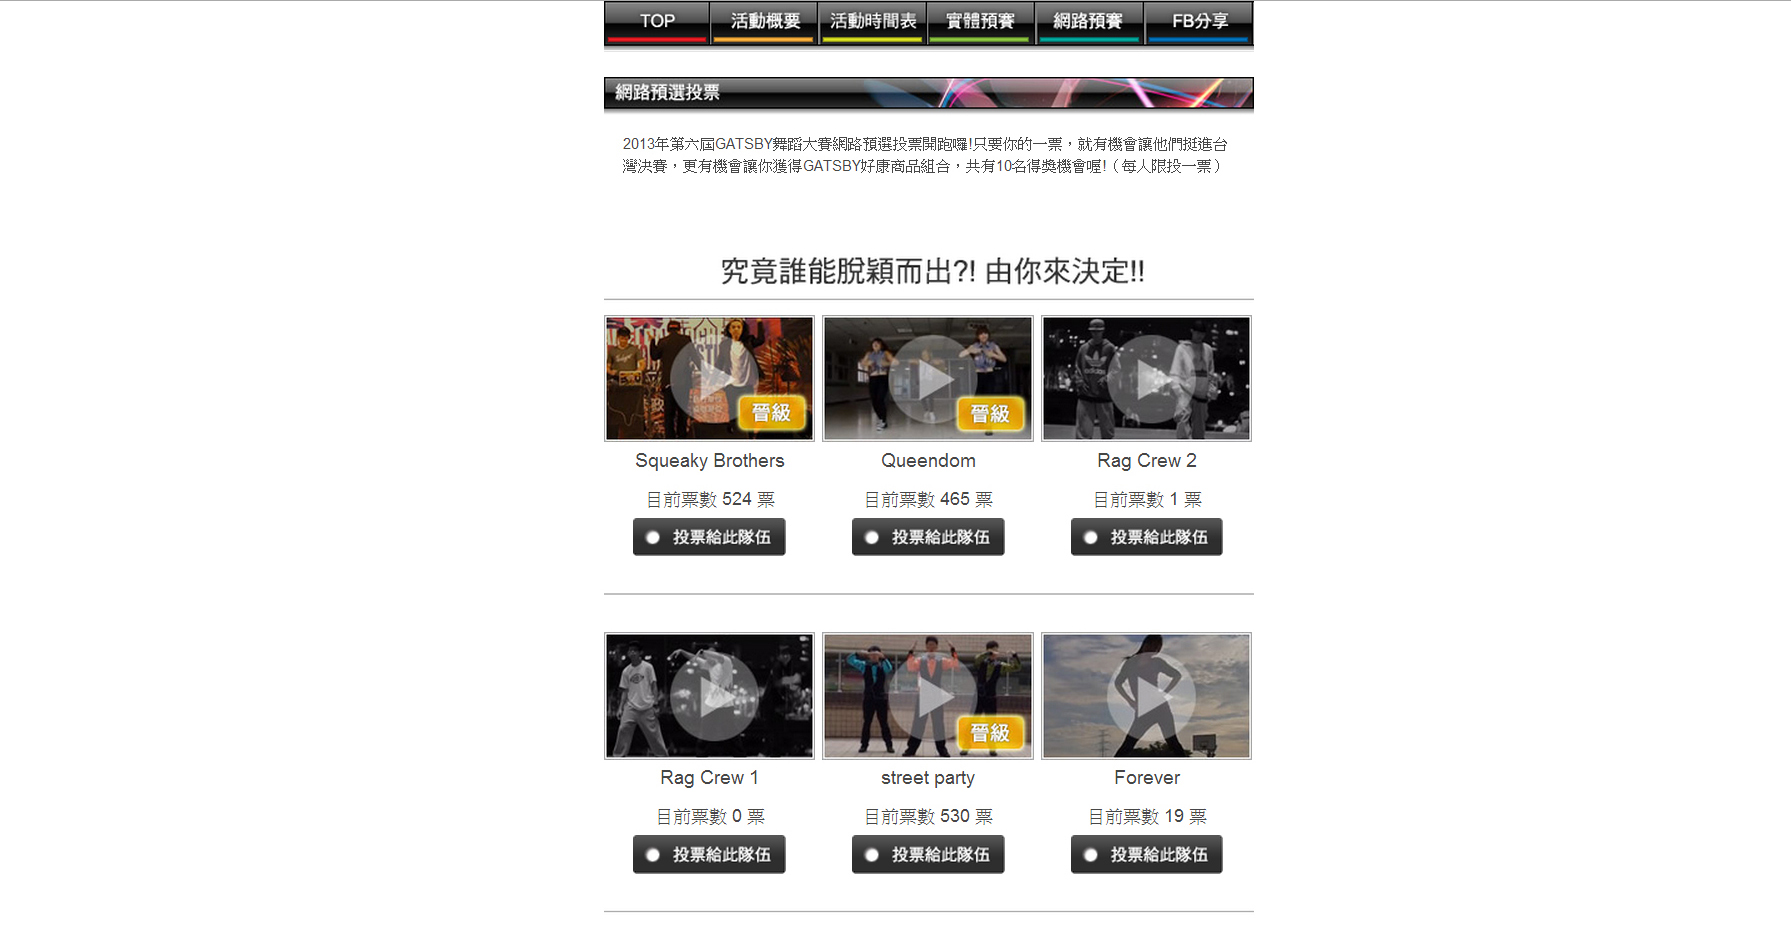 TOP 活動概要 活動時間表 實體預賽 網路預賽 FB分享
網路預選投票
2013年第六屆GATSBY舞蹈大賽網路預選投票開跑囉!只要你的一票，就有機會讓他們挺進台
灣決賽，更有機會讓你獲得GATSBY好康商品組合，共有10名得獎機會喔!（每人限投一票）
究竟誰能脫穎而出?! 由你來決定!!
晉級 晉級
Squeaky Brothers Queendom Rag Crew 2
目前票數 524 票 目前票數 465 票 目前票數 1 票
投票給此隊伍 投票給此隊伍 投票給此隊伍
晉級
Rag Crew 1 street party Forever
目前票數 0 票 目前票數 530 票 目前票數 19 票
投票給此隊伍 投票給此隊伍 投票給此隊伍